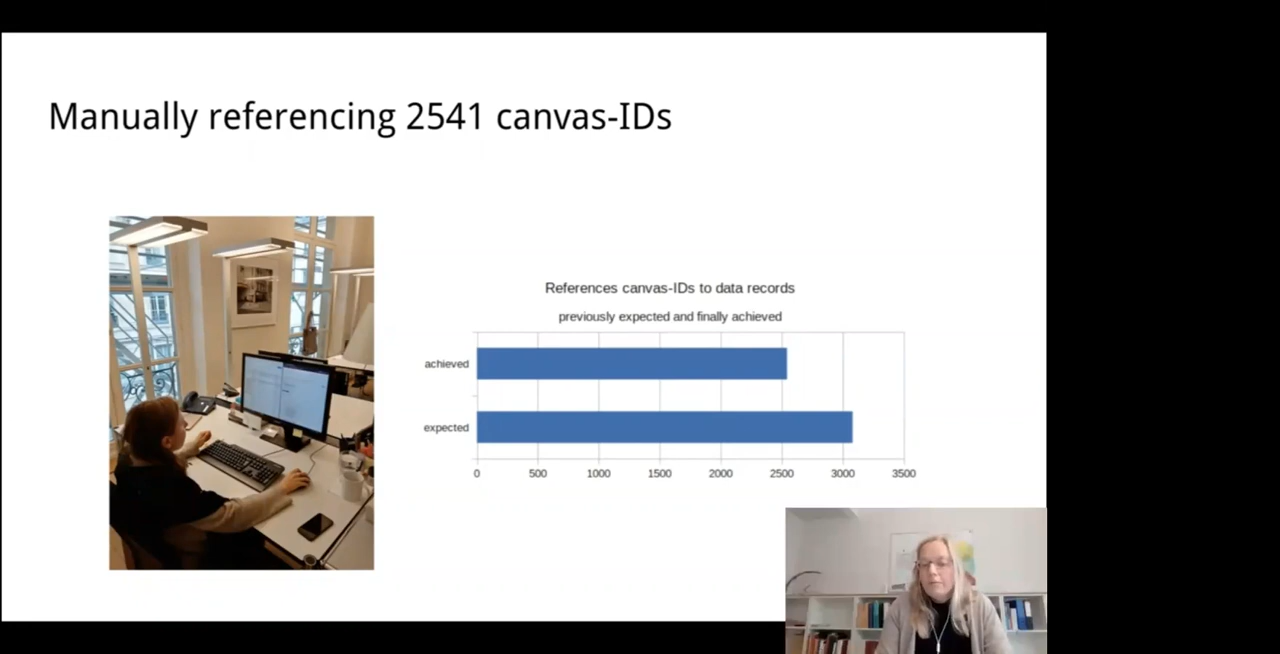 Manually referencing 2541 canvas-IDs
References canvas-IDs to data records
previously expected and finally achieved
achieved
expected
0 500 1000 1500 2000 2500 3000 3500